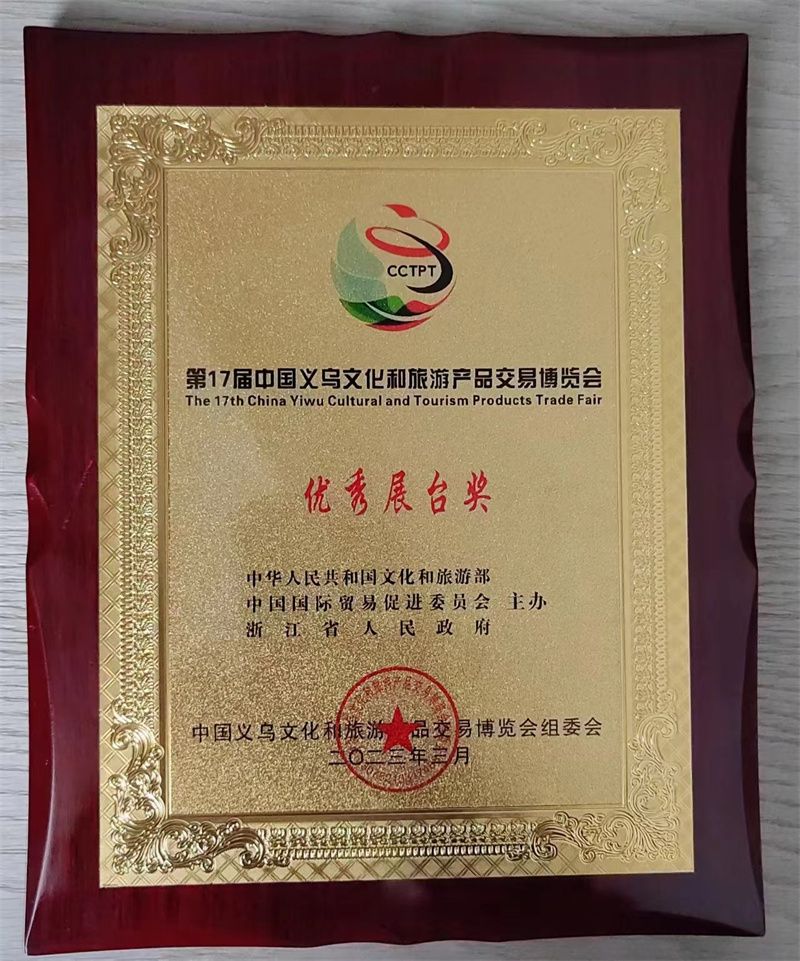 CCTPT
第17届中国义乌文化和旅游产品交易博览会
The 17th China Yiwu Cultural and Tourism Products Trade Fair
优秀展台奖
中华人民共和国文化和旅游部
中国国际贸易促进委员会 主办
浙江省人民政府
中国义乌文化和旅游产品交易博览会组委会
二〇二三年三月